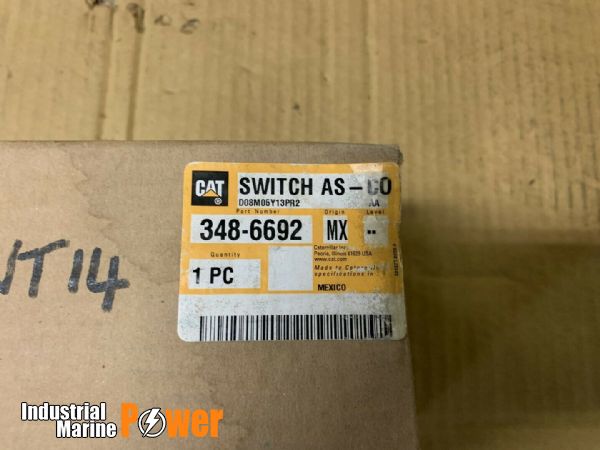 CAT
®
SWITCH AS-CO
D08M05Y13PR2
AA
Part Number
Origin
Level
348-6692
MX
--
Quantity
1 PC
Caterpillar Inc.
Peoria, Illinois 61629 USA
www.cat.com
Made to Caterpillar
specifications in
MEXICO
NT14
Industrial
Marine
Power